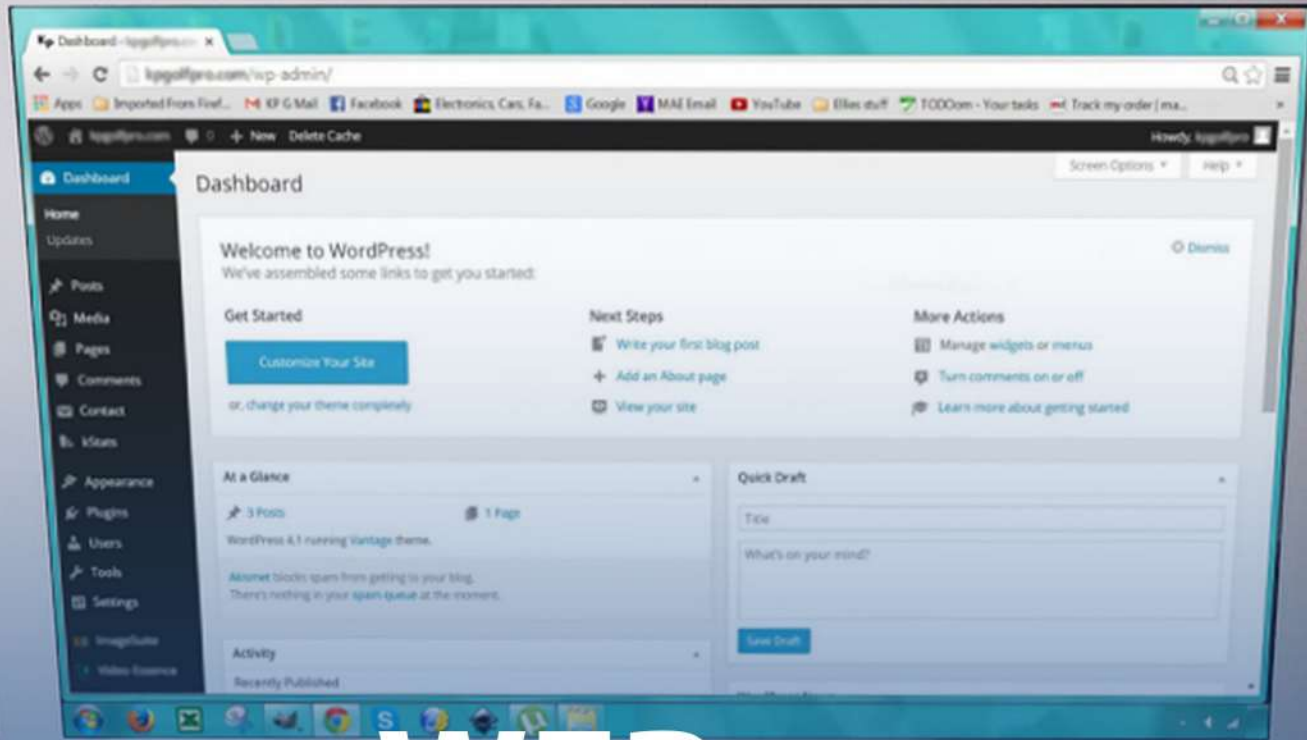 Dashboard -
/wp-admin/
Apps Imported From Firef... KP G Mail Facebook Electronics, Cars, Fa... Google MAE Email YouTube Ellies stuff TODOom - Your tasks Track my order | ma...
0 + New Delete Cache Howdy,
Dashboard
Screen Options Help
Dashboard
Home
Updates
Welcome to WordPress!
Dismiss
We've assembled some links to get you started:
Posts
Media
Pages
Comments
Contact
kStats
Appearance
Plugins
Users
Tools
Settings
ImageSuite
Video Essence
Get Started
Customize Your Site
or, change your theme completely
Next Steps
Write your first blog post
+ Add an About page
View your site
More Actions
Manage widgets or menus
Turn comments on or off
Learn more about getting started
At a Glance
3 Posts 1 Page
WordPress 4.1 running Vantage theme.
Akismet blocks spam from getting to your blog.
There's nothing in your spam queue at the moment.
Activity
Recently Published
Quick Draft
Title
What's on your mind?
Save Draft